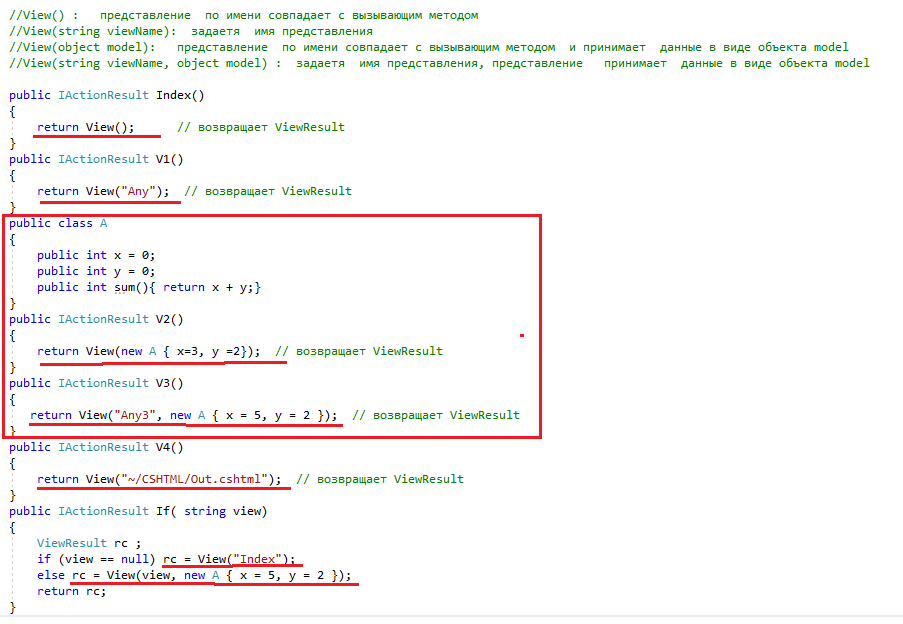 //View() :   представление  по имени совпадает с вызывающим методом
//View(string viewName):  задаетя  имя представления
//View(object model):   представление  по имени совпадает с вызывающим методом  и принимает  данные в виде объекта model
//View(string viewName, object model) :  задаетя  имя представления, представление   принимает  данные в виде объекта model
public IActionResult Index()
{
    return View();      // возвращает ViewResult
}
public IActionResult V1()
{
    return View("Any");  // возвращает ViewResult
}
public class A
{
    public int x = 0;
    public int y = 0;
    public int sum(){ return x + y;}
}
public IActionResult V2()
{
    return View(new A { x=3, y =2});  // возвращает ViewResult
}
public IActionResult V3()
{
   return View("Any3", new A { x = 5, y = 2 });  // возвращает ViewResult
}
public IActionResult V4()
{
    return View("~/CSHTML/Out.cshtml");  // возвращает ViewResult
}
public IActionResult If( string view)
{
    ViewResult rc ;
    if (view == null) rc = View("Index");
    else rc = View(view, new A { x = 5, y = 2 });
    return rc;
}